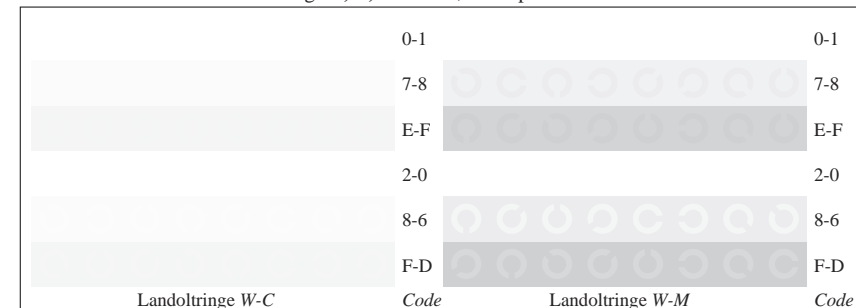 0-1 0-1
7-8 7-8
E-F E-F
2-0 2-0
8-6 8-6
F-D F-D
Landoltringe W-C Code Landoltringe W-M Code